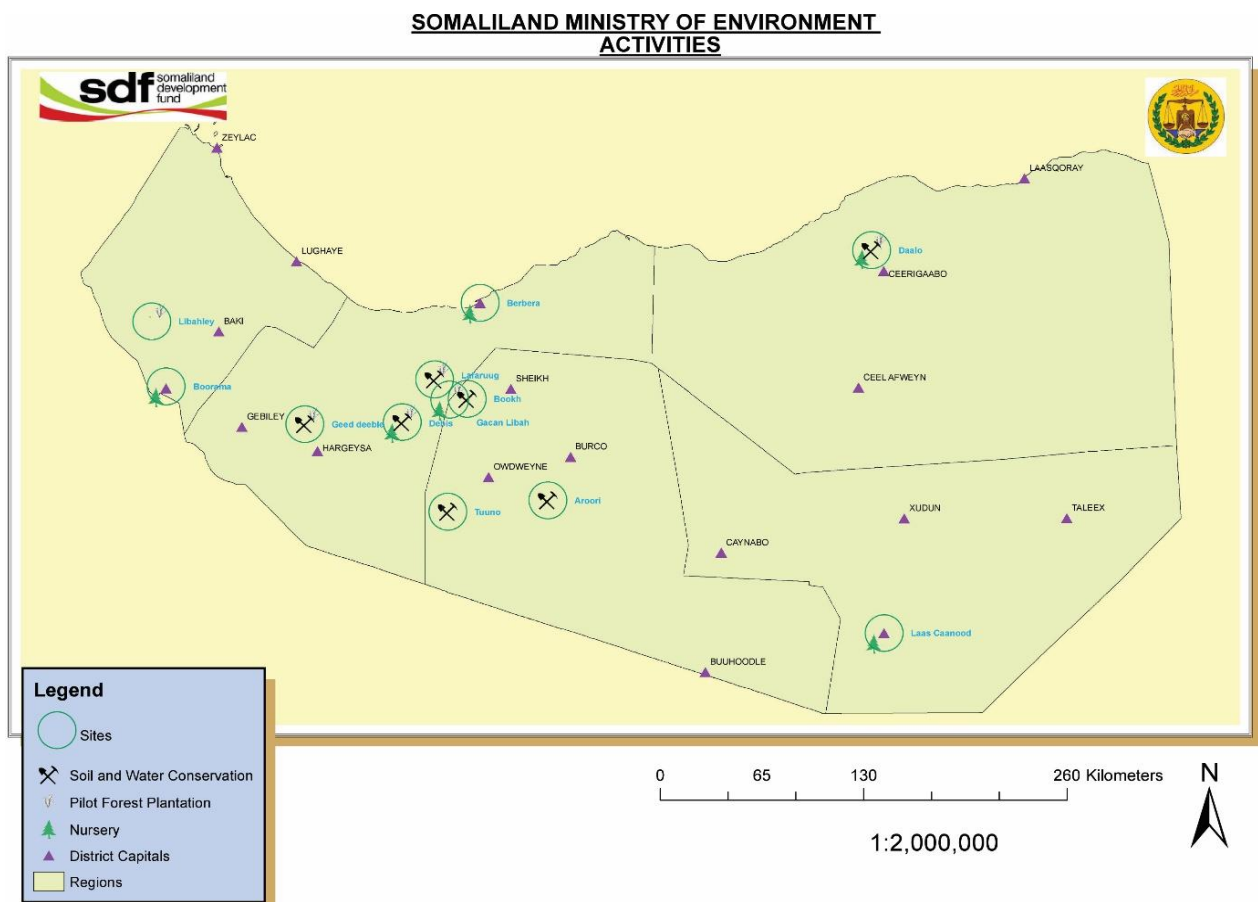 SOMALILAND MINISTRY OF ENVIRONMENT
ACTIVITIES
sdf
somaliland
development
fund
ZEYLAC
LAASQORAY
LUGHAYE
Daalo
CEERIGAABO
Berbera
Libahley
BAKI
Lafaruug
SHEIKH
CEEL AFWEYN
Boorama
Bookh
GEBILEY
Geed deeble
Debis
Gacan Libah
HARGEYSA
BURCO
OWDWEYNE
Aroori
Tuuno
XUDUN
TALEEX
CAYNABO
Laas Caanood
BUUHOODLE
Legend
Sites
Soil and Water Conservation
Pilot Forest Plantation
Nursery
District Capitals
Regions
0 65 130 260 Kilometers
1:2,000,000
N